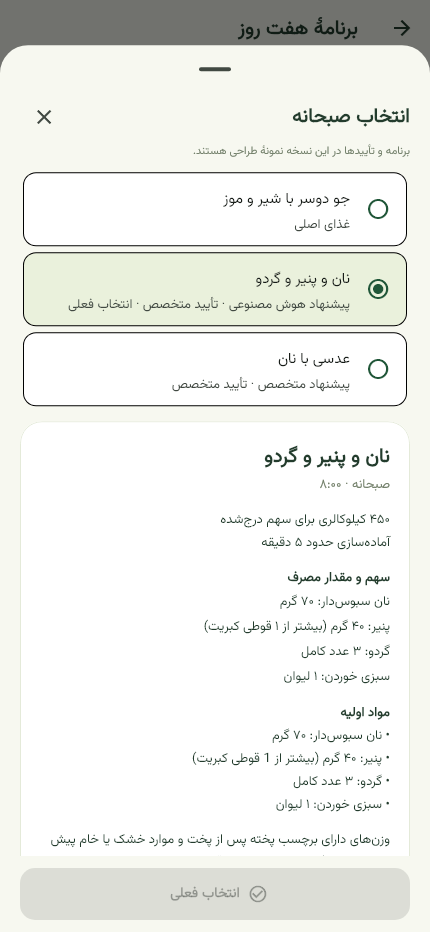 برنامهٔ هفت روز
انتخاب صبحانه
برنامه و تأییدها در این نسخه نمونهٔ طراحی هستند.
جو دوسر با شیر و موز
غذای اصلی
نان و پنیر و گردو
پیشنهاد هوش مصنوعی · تأیید متخصص · انتخاب فعلی
عدسی با نان
پیشنهاد متخصص · تأیید متخصص
نان و پنیر و گردو
صبحانه · ۸:۰۰
۴۵۰ کیلوکالری برای سهم درج‌شده
آماده‌سازی حدود ۵ دقیقه
سهم و مقدار مصرف
نان سبوس‌دار: ۷۰ گرم
پنیر: ۴۰ گرم (بیشتر از ۱ قوطی کبریت)
گردو: ۳ عدد کامل
سبزی خوردن: ۱ لیوان
مواد اولیه
• نان سبوس‌دار: ۷۰ گرم
• پنیر: ۴۰ گرم (بیشتر از 1 قوطی کبریت)
• گردو: ۳ عدد کامل
• سبزی خوردن: ۱ لیوان
وزن‌های دارای برچسب پخته پس از پخت و موارد خشک یا خام پیش
انتخاب فعلی